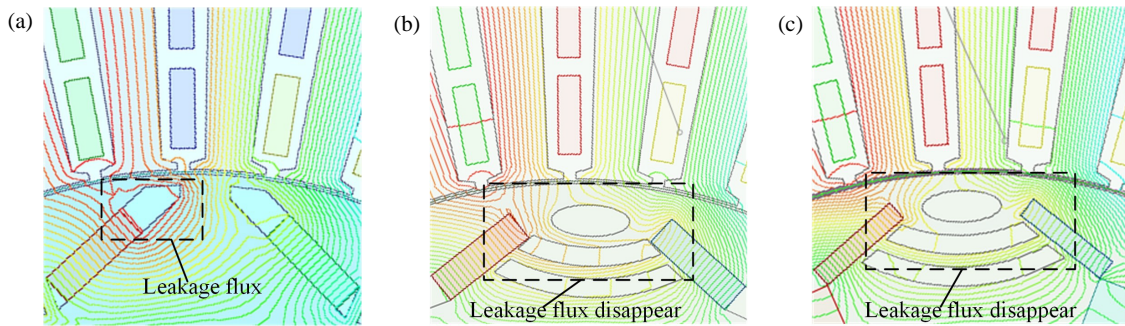 (a)
Leakage flux
(b)
Leakage flux disappear
(c)
Leakage flux disappear